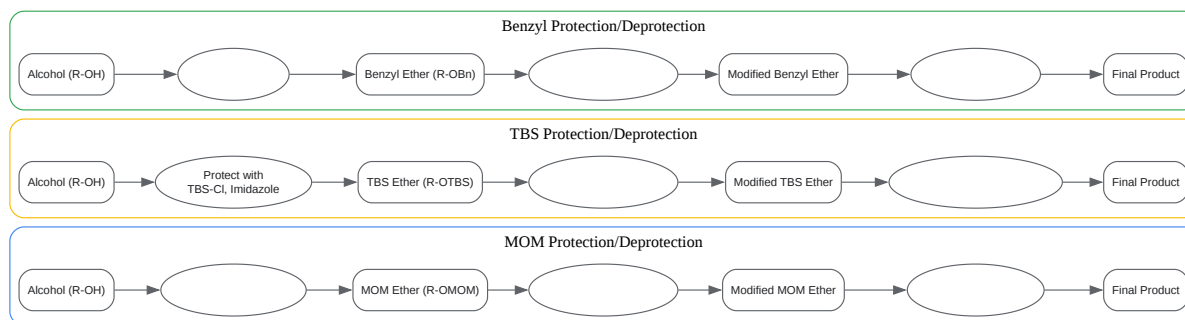 Benzyl Protection/Deprotection
Alcohol (R-OH)
Benzyl Ether (R-OBn)
Modified Benzyl Ether
Final Product
TBS Protection/Deprotection
Alcohol (R-OH)
Protect with
TBS-Cl, Imidazole
TBS Ether (R-OTBS)
Modified TBS Ether
Final Product
MOM Protection/Deprotection
Alcohol (R-OH)
MOM Ether (R-OMOM)
Modified MOM Ether
Final Product